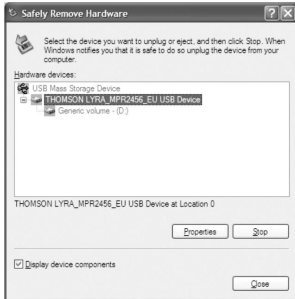 Safely Remove Hardware
Select the device you want to unplug or eject, and then click Stop. When
Windows notifies you that it is safe to do so unplug the device from your
computer.
Hardware devices:
USB Mass Storage Device
THOMSON LYRA_MPR2456_EU USB Device
Generic volume - (D:)
THOMSON LYRA_MPR2456_EU USB Device at Location 0
Properties
Stop
Display device components
Close